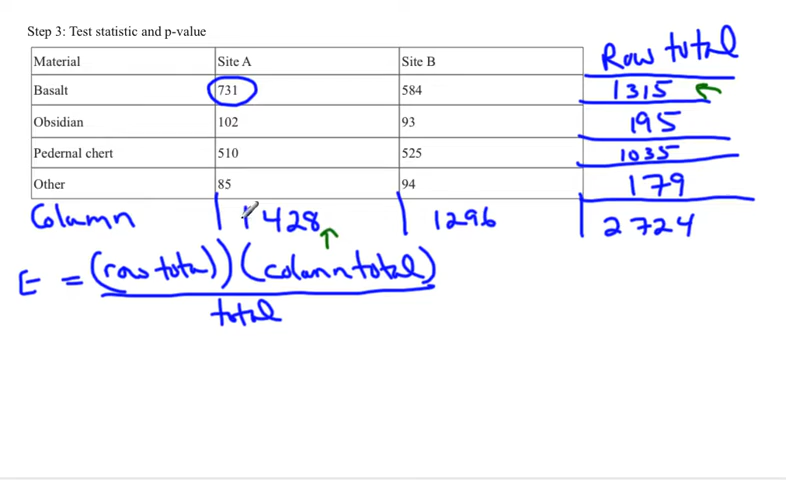 Step 3: Test statistic and p-value
Material Site A Site B Row total
Basalt 731 584 1315
Obsidian 102 93 195
Pedernal chert 510 525 1035
Other 85 94 179
Column 1428 1296 2724
E = (row total)) (column total)
total